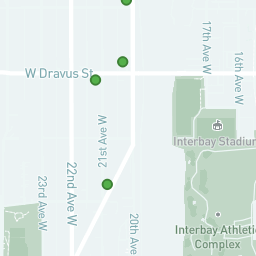 17th Ave W
16th Ave W
W Dravus St
21st Ave W
Interbay Stadium
23rd Ave W
22nd Ave W
20th Ave
Interbay Athletic
Complex